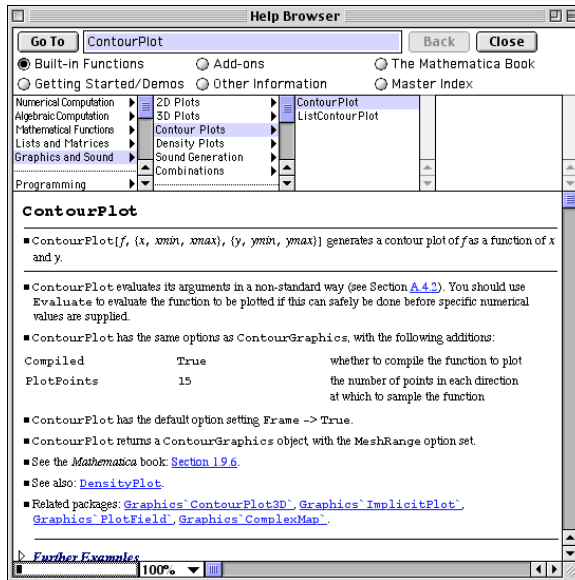 Help Browser
Go To ContourPlot Back Close
Built-in Functions Add-ons The Mathematica Book
Getting Started/Demos Other Information Master Index
Numerical Computation 2D Plots ContourPlot
Algebraic Computation 3D Plots ListContourPlot
Mathematical Functions Contour Plots
Lists and Matrices Density Plots
Graphics and Sound Sound Generation
Combinations
Programming
ContourPlot
ContourPlot[f, {x, xmin, xmax}, {y, ymin, ymax}] generates a contour plot of f as a function of x
and y.
ContourPlot evaluates its arguments in a non-standard way (see Section A.4.2). You should use
Evaluate to evaluate the function to be plotted if this can safely be done before specific numerical
values are supplied.
ContourPlot has the same options as ContourGraphics, with the following additions:
Compiled True whether to compile the function to plot
PlotPoints 15 the number of points in each direction
at which to sample the function
ContourPlot has the default option setting Frame -> True.
ContourPlot returns a ContourGraphics object, with the MeshRange option set.
See the Mathematica book: Section 1.9.6.
See also: DensityPlot.
Related packages: Graphics`ContourPlot3D`, Graphics`ImplicitPlot`,
Graphics`PlotField`, Graphics`ComplexMap`.
Further Examples
100%